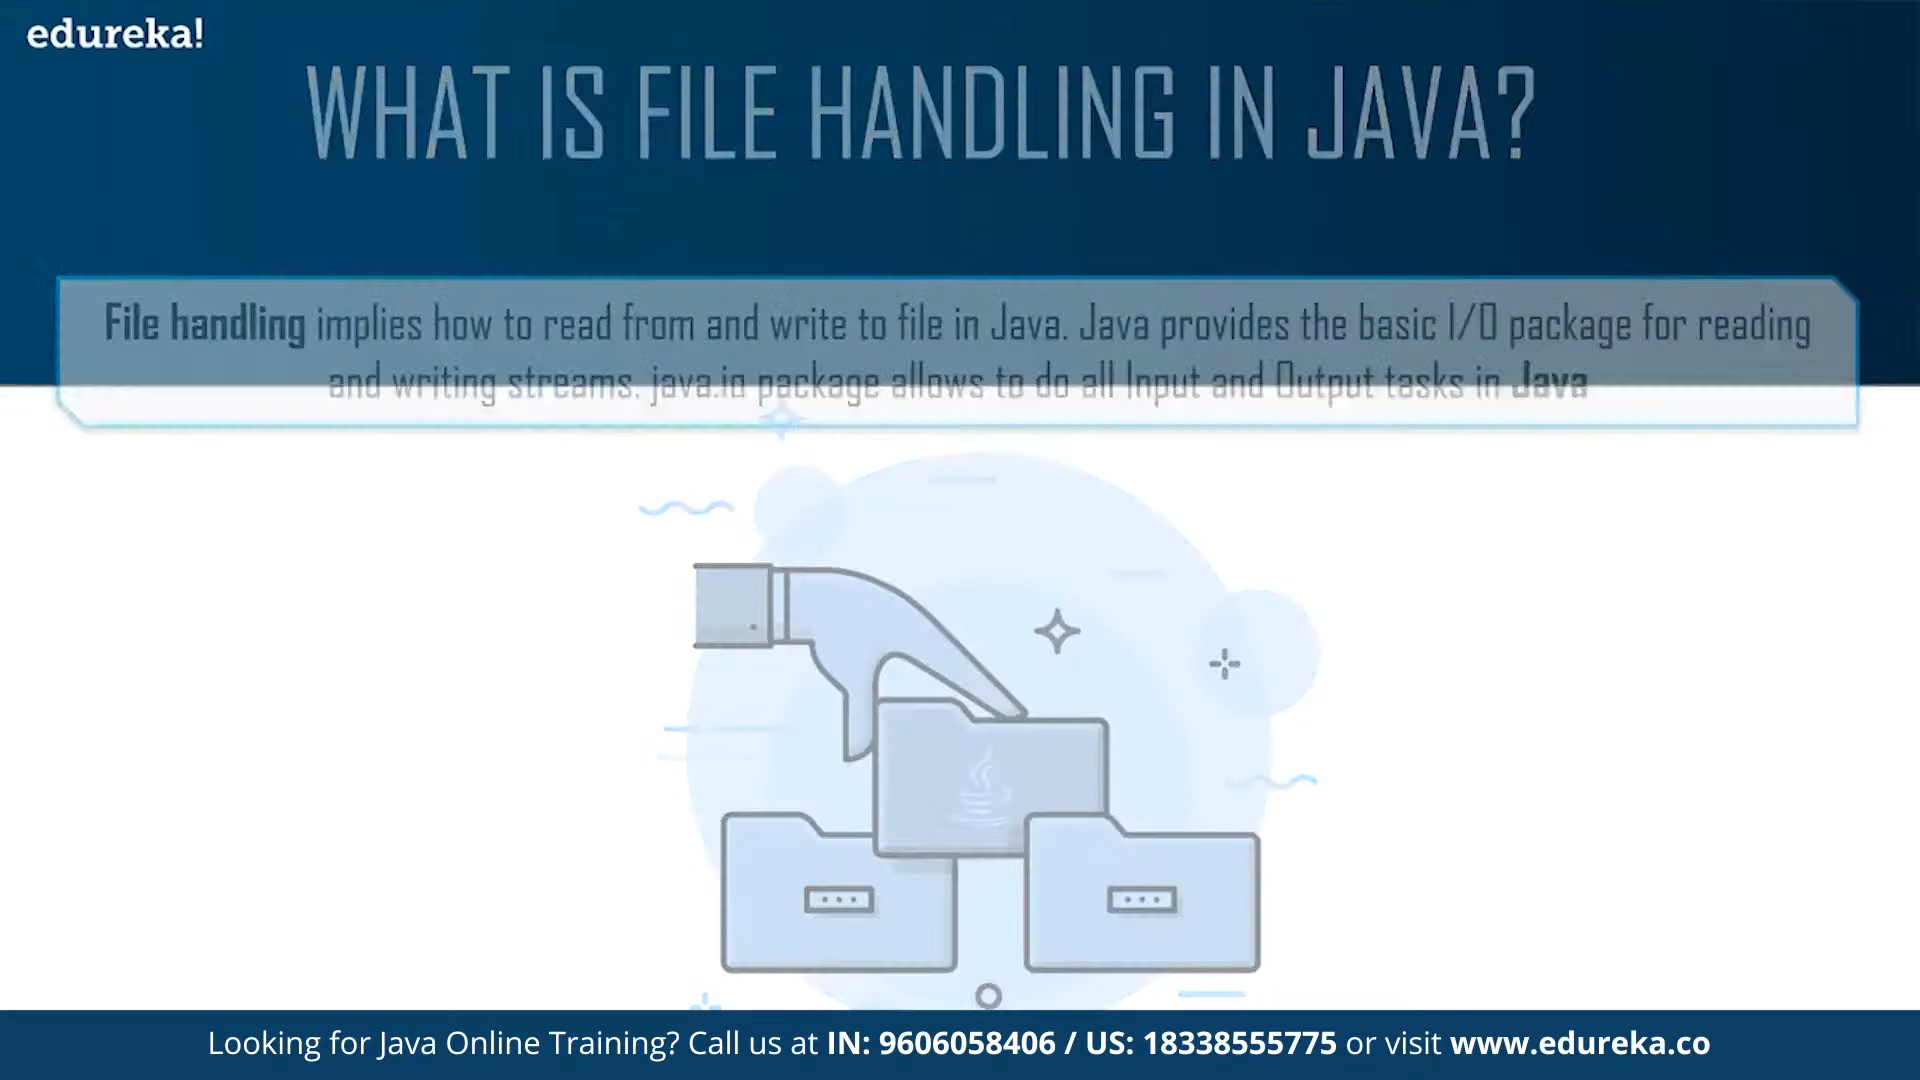 edureka!
WHAT IS FILE HANDLING IN JAVA?
File handling implies how to read from and write to file in Java. Java provides the basic I/O package for reading
and writing streams. java.io package allows to do all Input and Output tasks in Java
Looking for Java Online Training? Call us at IN: 9606058406 / US: 18338555775 or visit www.edureka.co